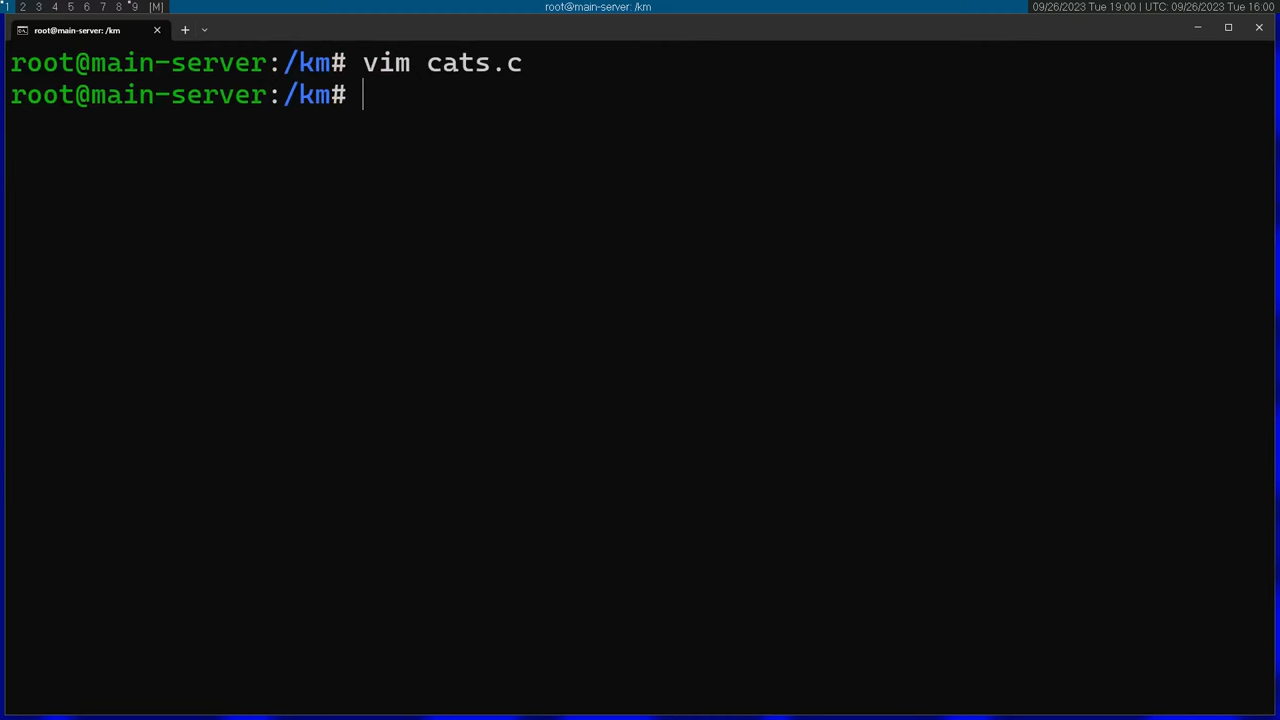 1 2 3 4 5 6 7 8 9 [M] root@main-server: /km 09/26/2023 Tue 19:00 | UTC: 09/26/2023 Tue 16:00
root@main-server: /km
root@main-server:/km# vim cats.c
root@main-server:/km#